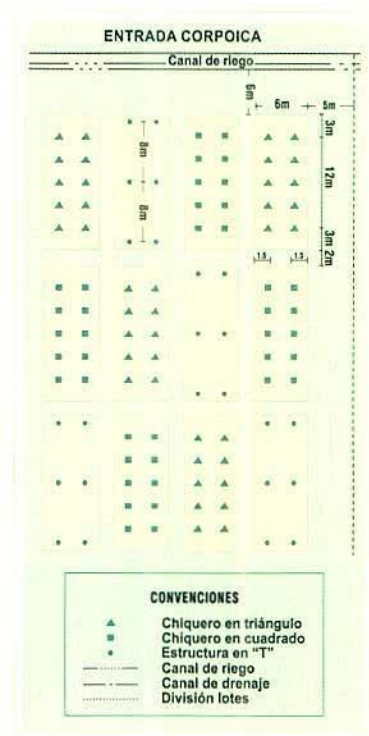 ENTRADA CORPOICA
Canal de riego
6m
6m
5m
3m
8m
12m
8m
3m
1.5
1.5
2m
CONVENCIONES
Chiquero en triángulo
Chiquero en cuadrado
Estructura en "T"
Canal de riego
Canal de drenaje
División lotes